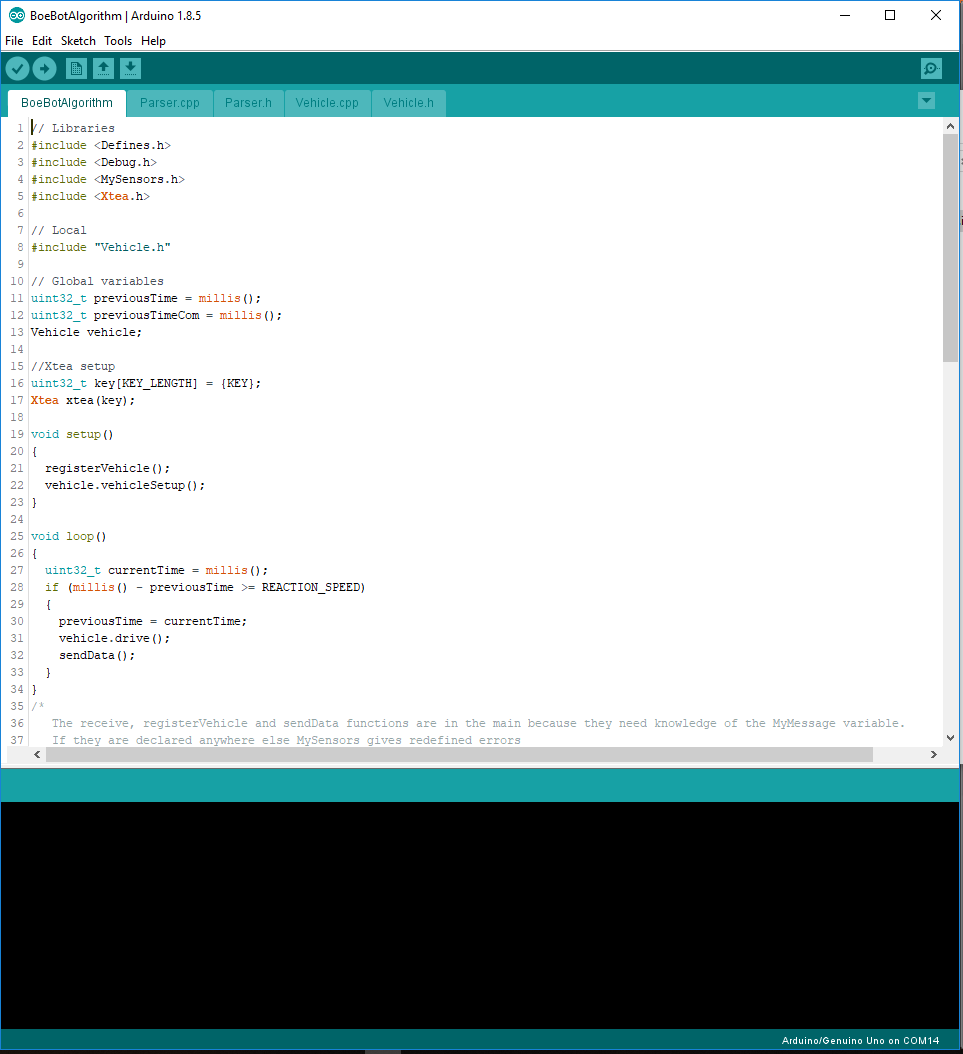 BoeBotAlgorithm | Arduino 1.8.5
File Edit Sketch Tools Help
BoeBotAlgorithm Parser.cpp Parser.h Vehicle.cpp Vehicle.h
1 // Libraries
2 #include <Defines.h>
3 #include <Debug.h>
4 #include <MySensors.h>
5 #include <Xtea.h>
6
7 // Local
8 #include "Vehicle.h"
9
10 // Global variables
11 uint32_t previousTime = millis();
12 uint32_t previousTimeCom = millis();
13 Vehicle vehicle;
14
15 //Xtea setup
16 uint32_t key[KEY_LENGTH] = {KEY};
17 Xtea xtea(key);
18
19 void setup()
20 {
21   registerVehicle();
22   vehicle.vehicleSetup();
23 }
24
25 void loop()
26 {
27   uint32_t currentTime = millis();
28   if (millis() - previousTime >= REACTION_SPEED)
29   {
30     previousTime = currentTime;
31     vehicle.drive();
32     sendData();
33   }
34 }
35 /*
36    The receive, registerVehicle and sendData functions are in the main because they need knowledge of the MyMessage variable.
37    If they are declared anywhere else MySensors gives redefined errors
Arduino/Genuino Uno on COM14